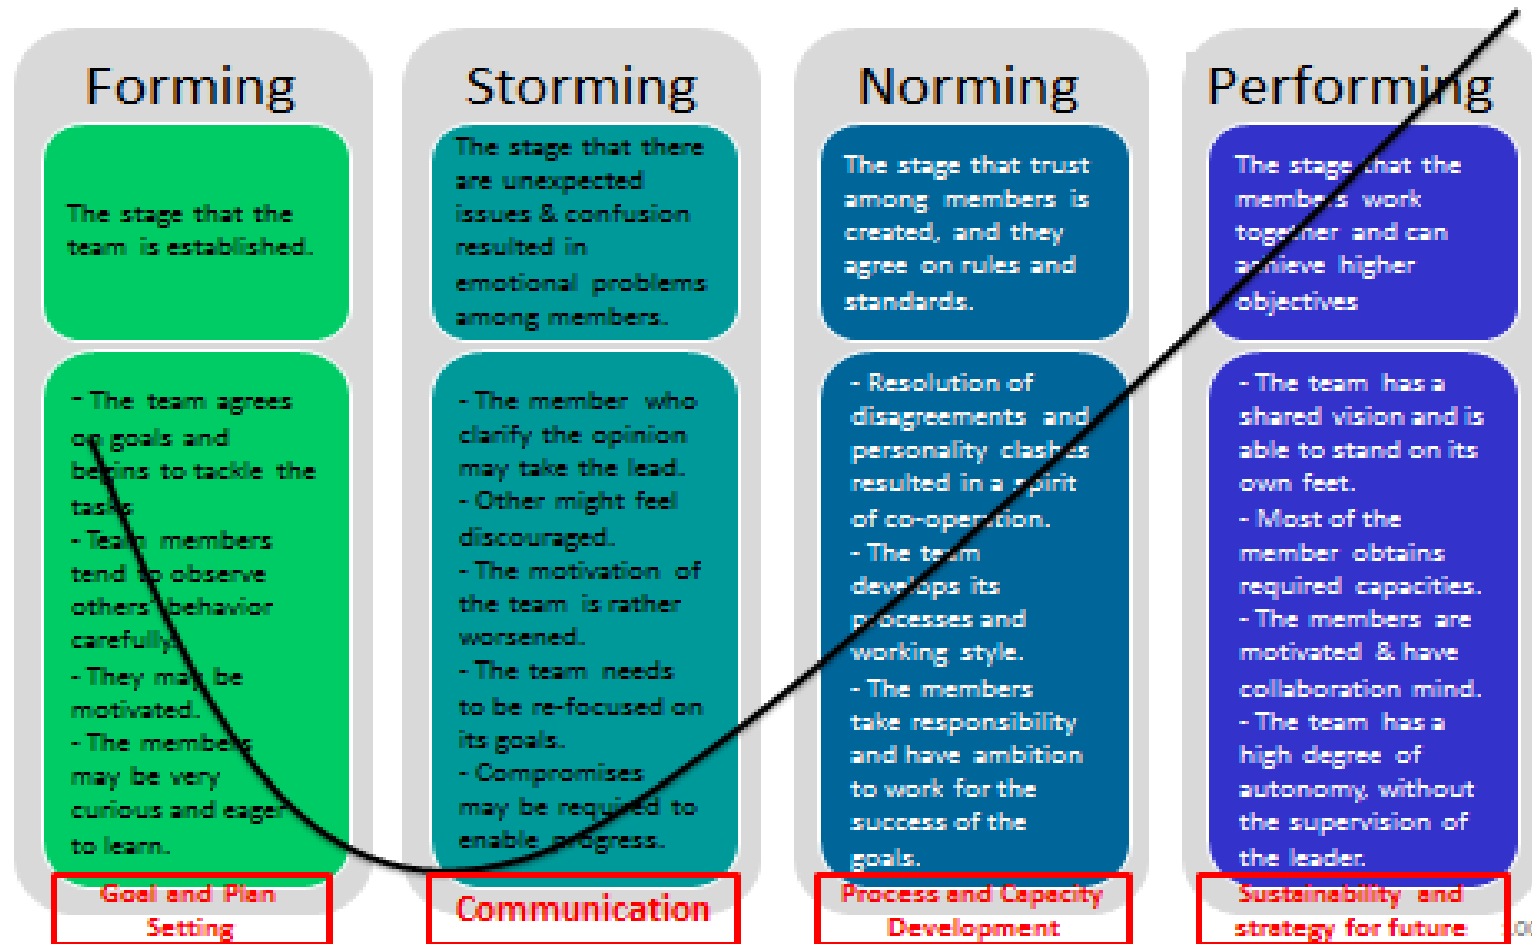 Forming
The stage that the
team is established.
- The team agrees
on goals and
begins to tackle the
tasks
- Team members
tend to observe
others' behavior
carefully.
- They may be
motivated.
- The members
may be very
curious and eager
to learn.
Goal and Plan
Setting
Storming
The stage that there
are unexpected
issues & confusion
resulted in
emotional problems
among members.
- The member who
clarify the opinion
may take the lead.
- Other might feel
discouraged.
- The motivation of
the team is rather
worsened.
- The team needs
to be re-focused on
its goals.
- Compromises
may be required to
enable progress.
Communication
Norming
The stage that trust
among members is
created, and they
agree on rules and
standards.
- Resolution of
disagreements and
personality clashes
resulted in a spirit
of co-operation.
- The team
develops its
processes and
working style.
- The members
take responsibility
and have ambition
to work for the
success of the
goals.
Process and Capacity
Development
Performing
The stage that the
members work
together and can
achieve higher
objectives
- The team has a
shared vision and is
able to stand on its
own feet.
- Most of the
member obtains
required capacities.
- The members are
motivated & have
collaboration mind.
- The team has a
high degree of
autonomy, without
the supervision of
the leader.
Sustainability and
strategy for future